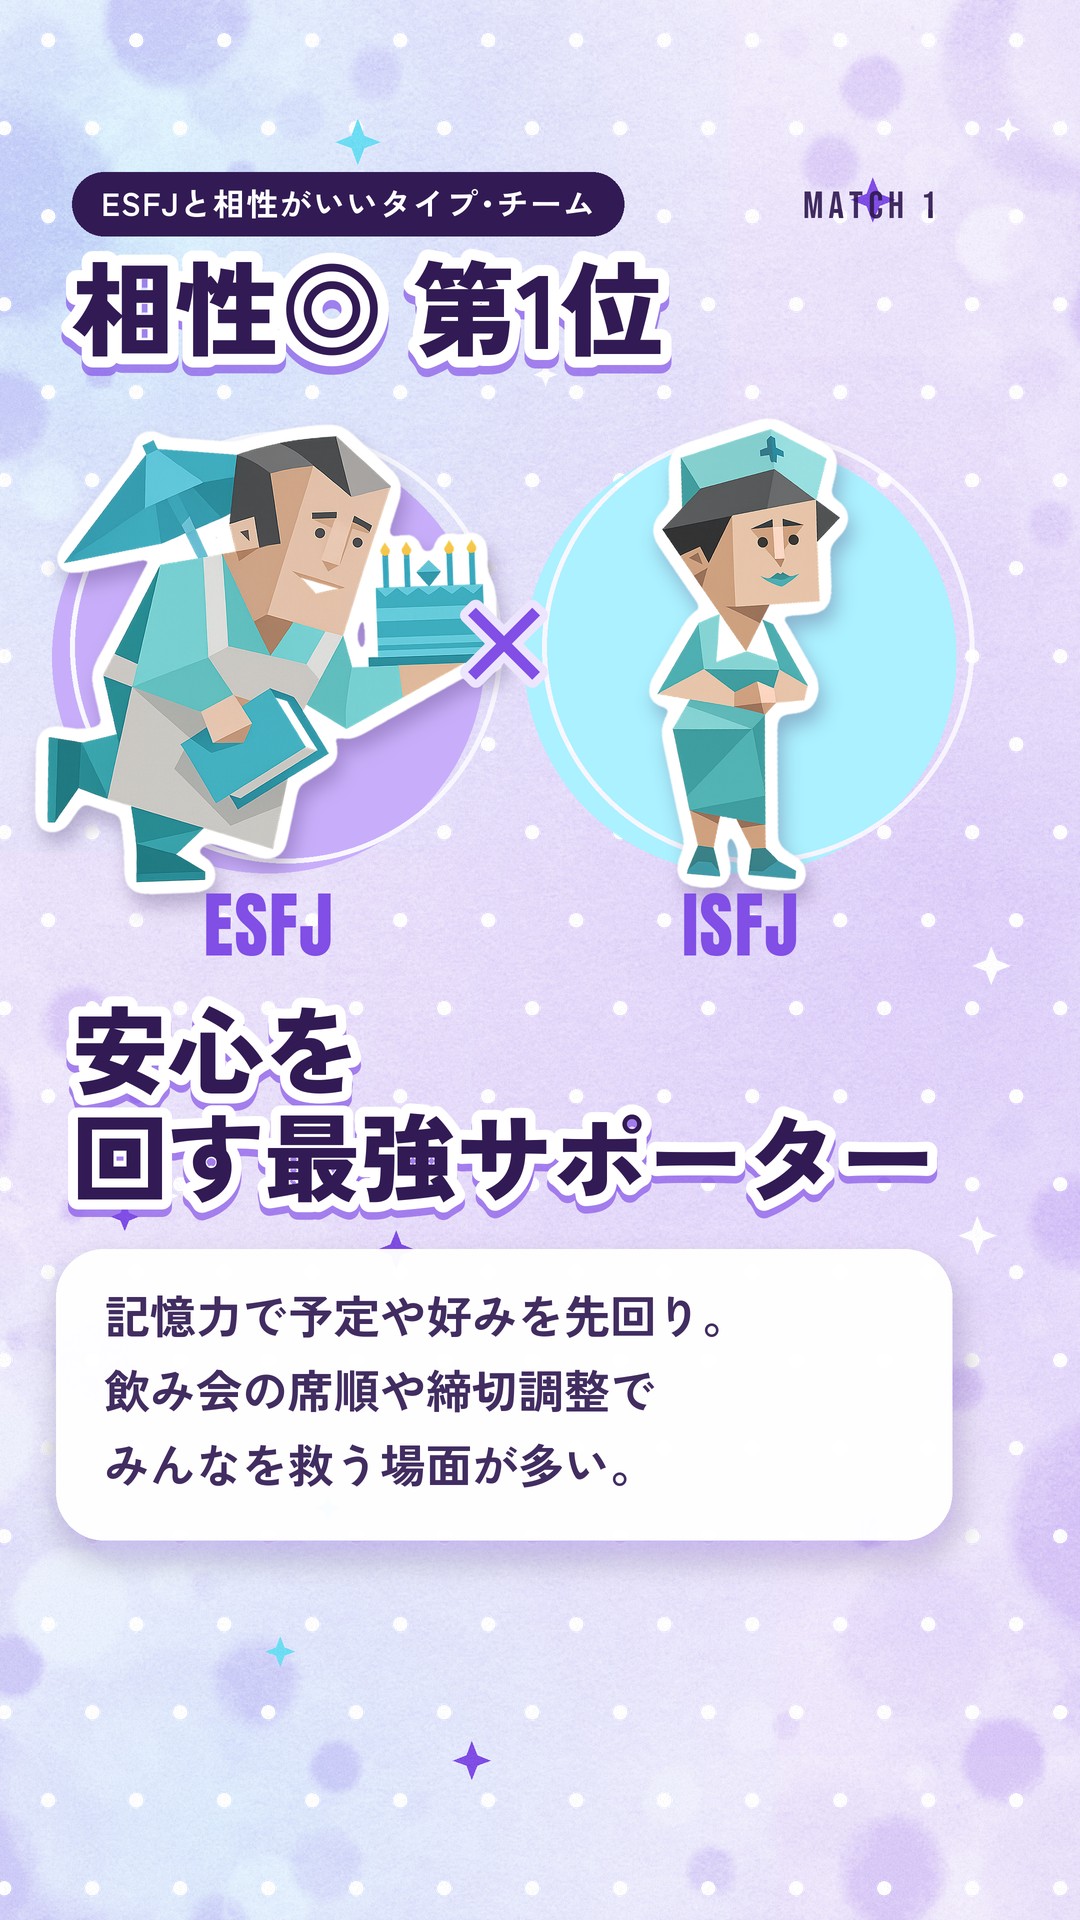 ESFJと相性がいいタイプ・チーム
MATCH 1
相性◎ 第1位
ESFJ
ISFJ
安心を
回す最強サポーター
記憶力で予定や好みを先回り。
飲み会の席順や締切調整で
みんなを救う場面が多い。